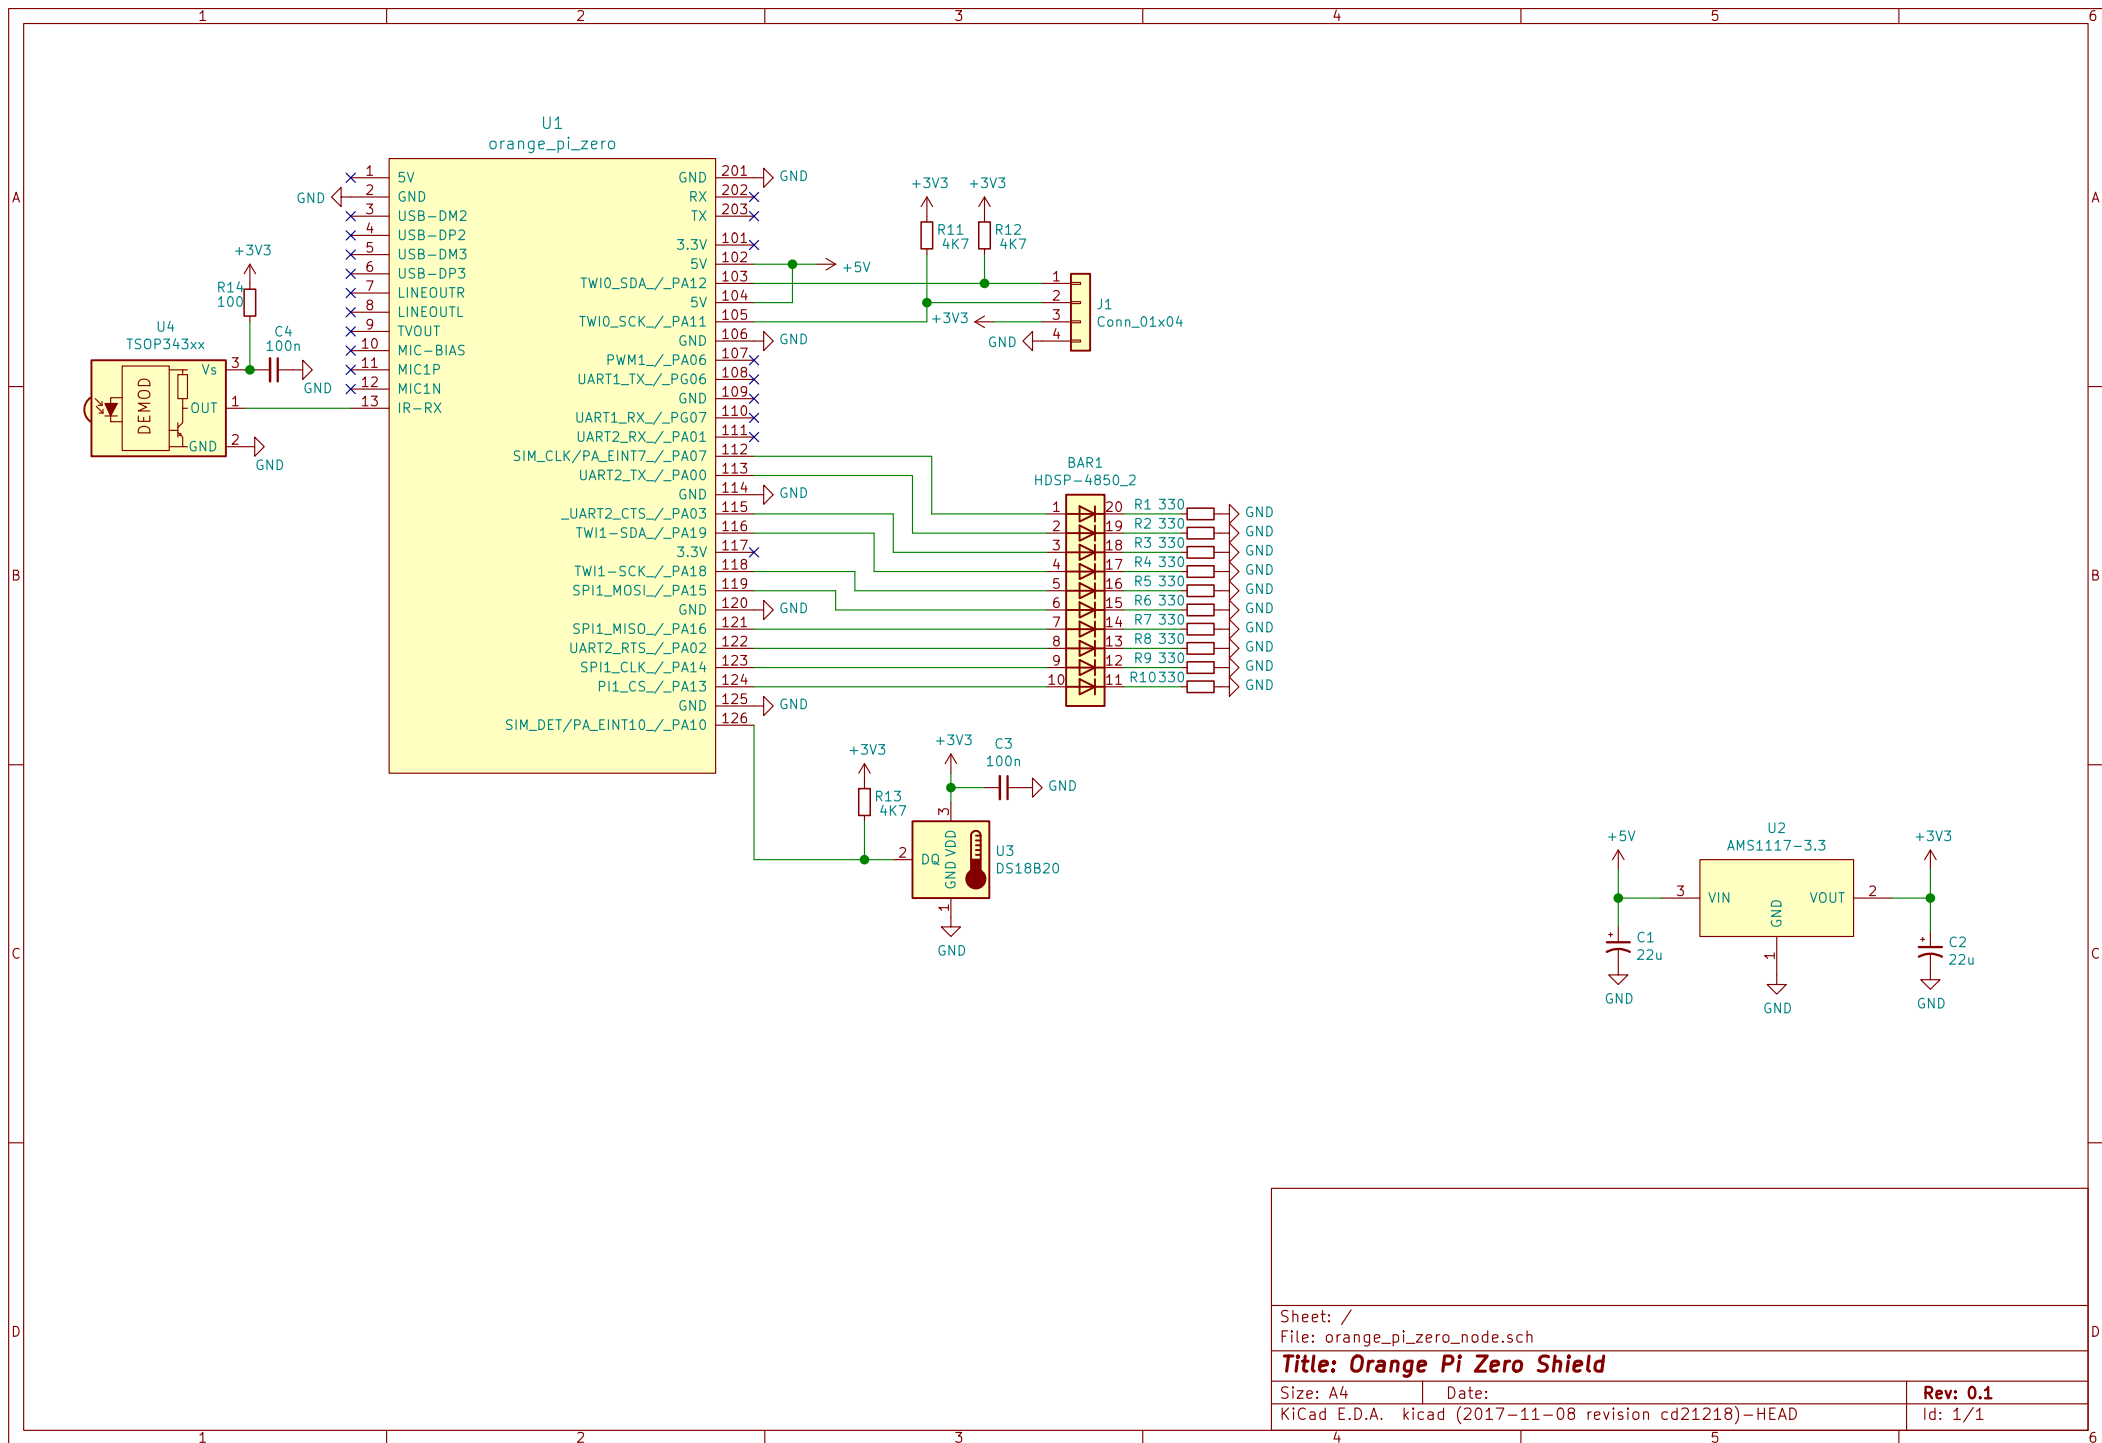 1 2 3 4 5 6
A
B
C
D
A
B
C
D
1 2 3 4 5 6
U1
orange_pi_zero
1 5V
2 GND
GND
3 USB-DM2
4 USB-DP2
5 USB-DM3
6 USB-DP3
7 LINEOUTR
8 LINEOUTL
9 TVOUT
10 MIC-BIAS
11 MIC1P
12 MIC1N
13 IR-RX
GND 201
GND
RX 202
TX 203
3.3V 101
5V 102
+5V
TWI0_SDA_/_PA12 103
5V 104
TWI0_SCK_/_PA11 105
GND 106
GND
PWM1_/_PA06 107
UART1_TX_/_PG06 108
GND 109
UART1_RX_/_PG07 110
UART2_RX_/_PA01 111
SIM_CLK/PA_EINT7_/_PA07 112
UART2_TX_/_PA00 113
GND 114
GND
_UART2_CTS_/_PA03 115
TWI1-SDA_/_PA19 116
3.3V 117
TWI1-SCK_/_PA18 118
SPI1_MOSI_/_PA15 119
GND 120
GND
SPI1_MISO_/_PA16 121
UART2_RTS_/_PA02 122
SPI1_CLK_/_PA14 123
PI1_CS_/_PA13 124
GND 125
GND
SIM_DET/PA_EINT10_/_PA10 126
+3V3
R14
100
C4
100n
GND
U4
TSOP343xx
DEMOD
Vs 3
OUT 1
GND 2
GND
+3V3 +3V3
R11
4K7
R12
4K7
1
2
3
4
+3V3
GND
J1
Conn_01x04
BAR1
HDSP-4850_2
1 20 R1 330 GND
2 19 R2 330 GND
3 18 R3 330 GND
4 17 R4 330 GND
5 16 R5 330 GND
6 15 R6 330 GND
7 14 R7 330 GND
8 13 R8 330 GND
9 12 R9 330 GND
10 11 R10 330 GND
+3V3
R13
4K7
+3V3
C3
100n
GND
3
2 DQ
GND VDD
1
U3
DS18B20
GND
+5V
C1
22u
GND
U2
AMS1117-3.3
3 VIN
VOUT 2
GND
1
GND
+3V3
C2
22u
GND
Sheet: /
File: orange_pi_zero_node.sch
Title: Orange Pi Zero Shield
Size: A4 Date: Rev: 0.1
KiCad E.D.A. kicad (2017-11-08 revision cd21218)-HEAD Id: 1/1